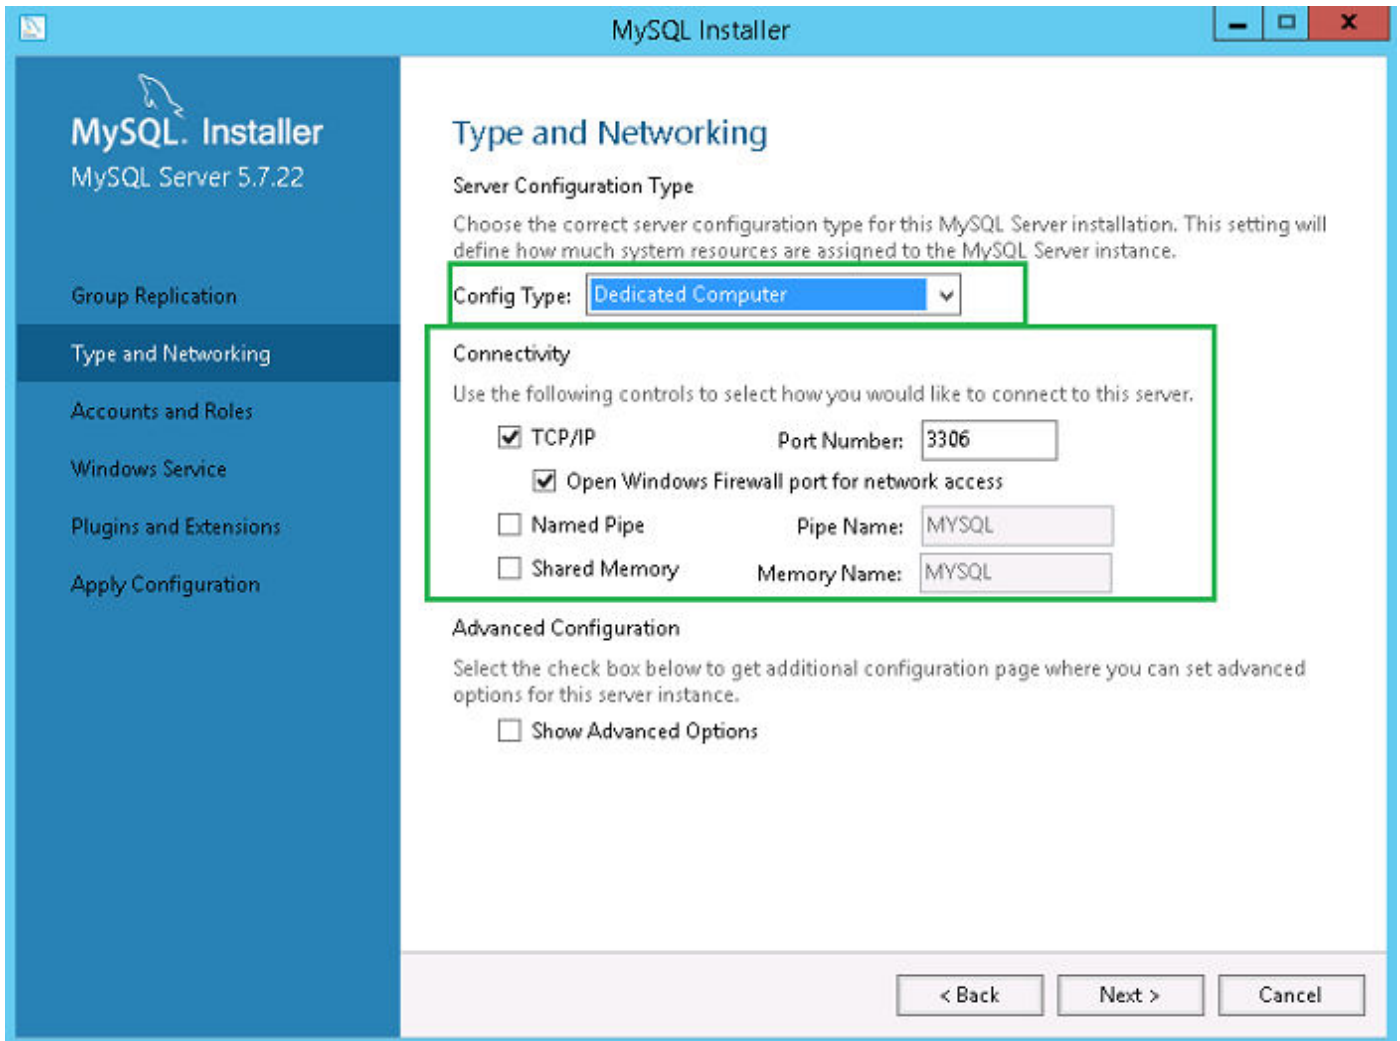 MySQL Installer
MySQL. Installer
MySQL Server 5.7.22
Group Replication
Type and Networking
Accounts and Roles
Windows Service
Plugins and Extensions
Apply Configuration
Type and Networking
Server Configuration Type
Choose the correct server configuration type for this MySQL Server installation. This setting will
define how much system resources are assigned to the MySQL Server instance.
Config Type: Dedicated Computer
Connectivity
Use the following controls to select how you would like to connect to this server.
TCP/IP Port Number: 3306
Open Windows Firewall port for network access
Named Pipe Pipe Name: MYSQL
Shared Memory Memory Name: MYSQL
Advanced Configuration
Select the check box below to get additional configuration page where you can set advanced
options for this server instance.
Show Advanced Options
< Back Next > Cancel